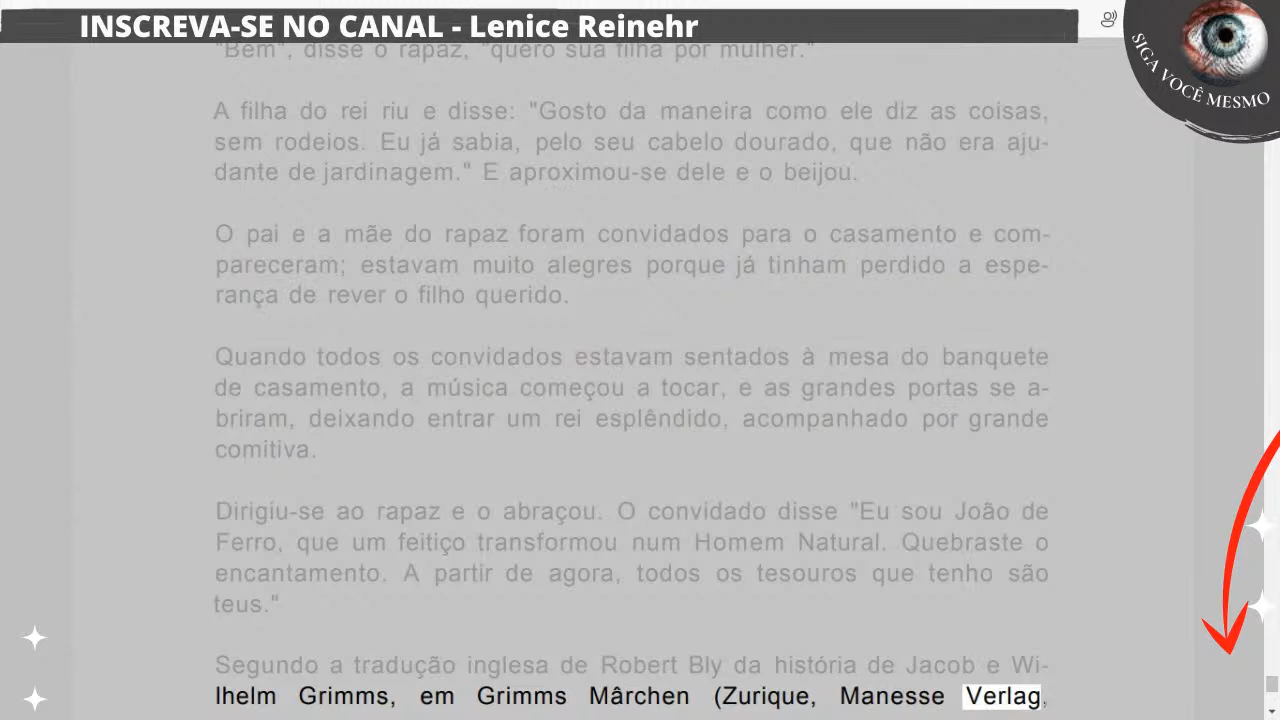 INSCREVA-SE NO CANAL - Lenice Reinehr
SIGA VOCÊ MESMO
"Bem", disse o rapaz, "quero sua filha por mulher."
A filha do rei riu e disse: "Gosto da maneira como ele diz as coisas,
sem rodeios. Eu já sabia, pelo seu cabelo dourado, que não era aju-
dante de jardinagem." E aproximou-se dele e o beijou.
O pai e a mãe do rapaz foram convidados para o casamento e com-
pareceram; estavam muito alegres porque já tinham perdido a espe-
rança de rever o filho querido.
Quando todos os convidados estavam sentados à mesa do banquete
de casamento, a música começou a tocar, e as grandes portas se a-
briram, deixando entrar um rei esplêndido, acompanhado por grande
comitiva.
Dirigiu-se ao rapaz e o abraçou. O convidado disse "Eu sou João de
Ferro, que um feitiço transformou num Homem Natural. Quebraste o
encantamento. A partir de agora, todos os tesouros que tenho são
teus."
Segundo a tradução inglesa de Robert Bly da história de Jacob e Wi-
lhelm Grimms, em Grimms Mârchen (Zurique, Manesse Verlag,